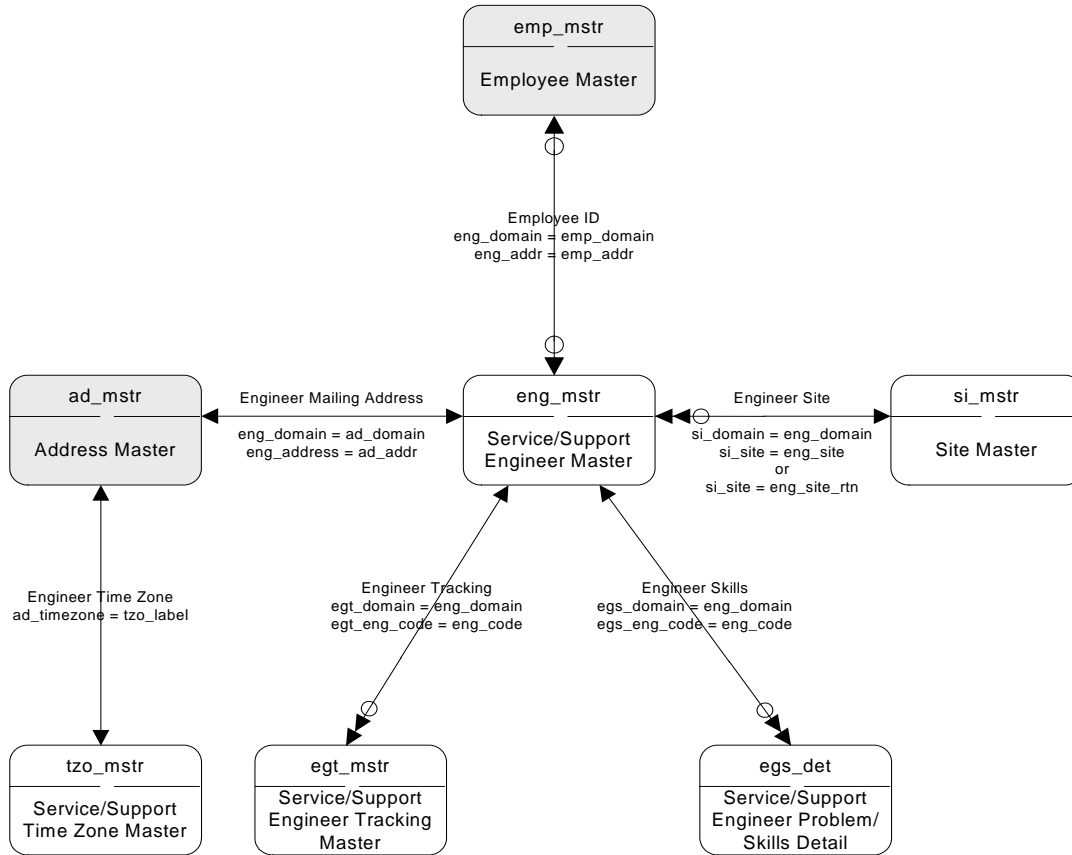 emp_mstr
Employee Master
Employee ID
eng_domain = emp_domain
eng_addr = emp_addr
ad_mstr
Address Master
Engineer Mailing Address
eng_domain = ad_domain
eng_address = ad_addr
eng_mstr
Service/Support
Engineer Master
Engineer Site
si_domain = eng_domain
si_site = eng_site
or
si_site = eng_site_rtn
si_mstr
Site Master
Engineer Time Zone
ad_timezone = tzo_label
Engineer Tracking
egt_domain = eng_domain
egt_eng_code = eng_code
Engineer Skills
egs_domain = eng_domain
egs_eng_code = eng_code
tzo_mstr
Service/Support
Time Zone Master
egt_mstr
Service/Support
Engineer Tracking
Master
egs_det
Service/Support
Engineer Problem/
Skills Detail